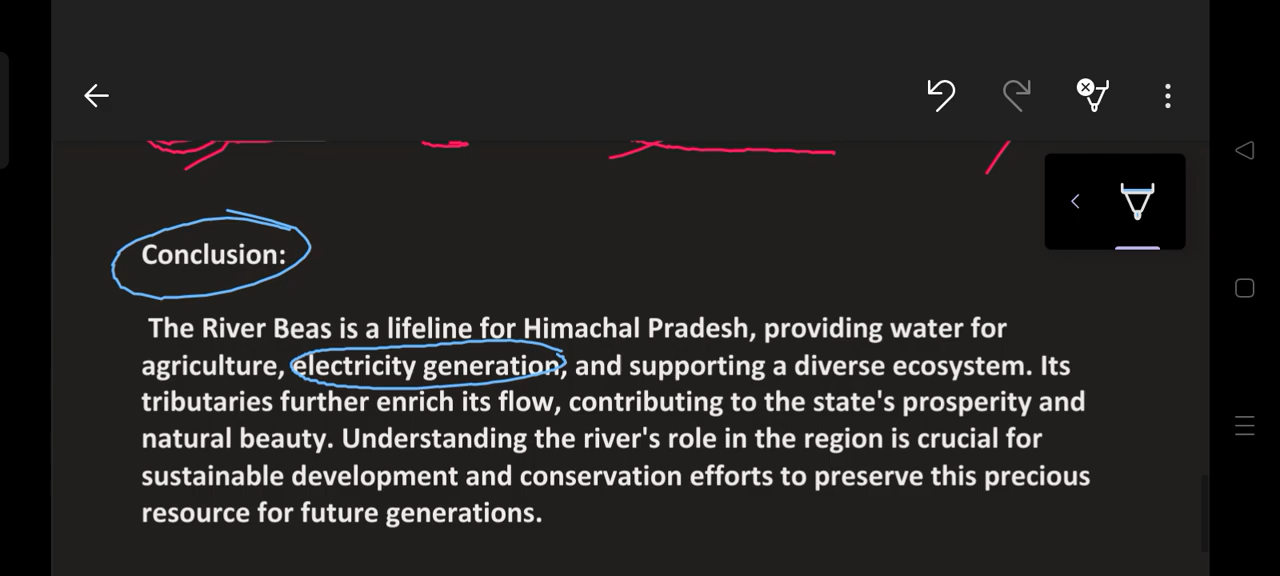 Conclusion:
The River Beas is a lifeline for Himachal Pradesh, providing water for
agriculture, electricity generation, and supporting a diverse ecosystem. Its
tributaries further enrich its flow, contributing to the state's prosperity and
natural beauty. Understanding the river's role in the region is crucial for
sustainable development and conservation efforts to preserve this precious
resource for future generations.